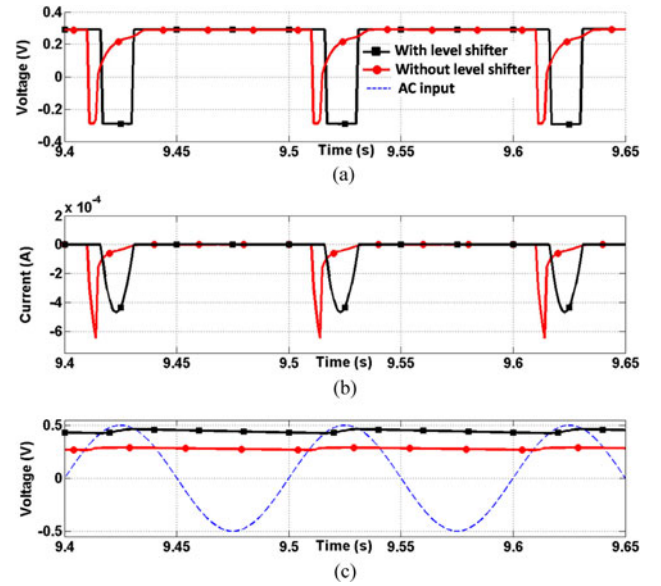 0.4
0.2
0
-0.2
-0.4
Voltage (V)
With level shifter
Without level shifter
AC input
9.4 9.45 9.5 9.55 9.6 9.65
Time (s)
(a)
x 10⁻⁴
2
0
-2
-4
-6
Current (A)
9.4 9.45 9.5 9.55 9.6 9.65
Time (s)
(b)
0.5
0
-0.5
Voltage (V)
9.4 9.45 9.5 9.55 9.6 9.65
Time (s)
(c)